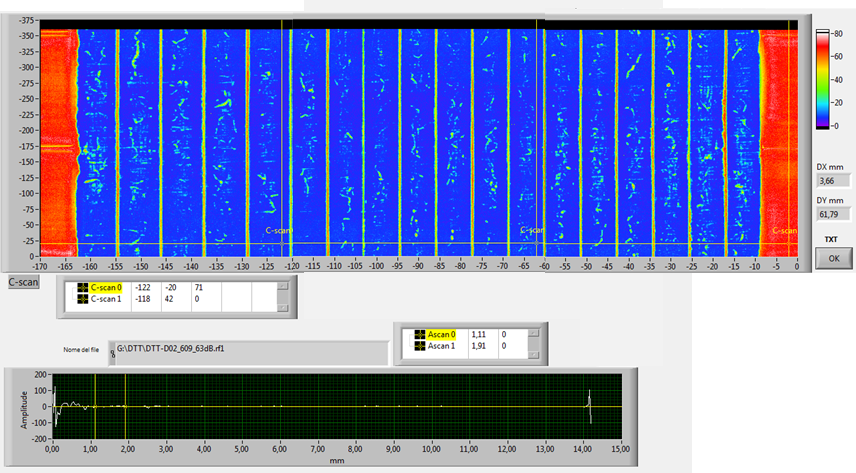 -375
-350
-325
-300
-275
-250
-225
-200
-175
-150
-125
-100
-75
-50
-25
0
-170 -165 -160 -155 -150 -145 -140 -135 -130 -125 -120 -115 -110 -105 -100 -95 -90 -85 -80 -75 -70 -65 -60 -55 -50 -45 -40 -35 -30 -25 -20 -15 -10 -5 0
C-scan C-scan C-scan
-80
-60
-40
-20
-0
DX mm
3,66
DY mm
61,79
TXT
OK
C-scan
C-scan 0 -122 -20 71
C-scan 1 -118 42 0
Nome del file
G:\DTT\DTT-D02_609_63dB.rf1
Ascan 0 1,11 0
Ascan 1 1,91 0
Amplitude
200
100
0
-100
-200
0,00 1,00 2,00 3,00 4,00 5,00 6,00 7,00 8,00 9,00 10,00 11,00 12,00 13,00 14,00 15,00
mm